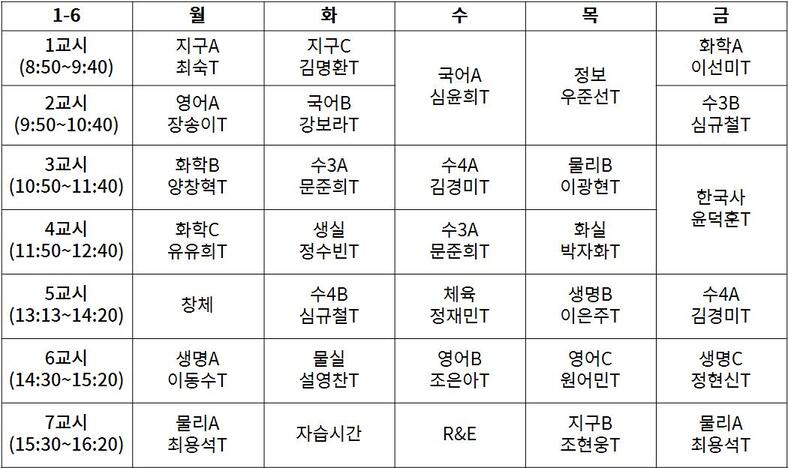 1-6 월 화 수 목 금
1교시 지구A 지구C 화학A
(8:50~9:40) 최숙T 김명환T 이선미T
국어A 정보
심윤희T 우준선T
2교시 영어A 국어B 수3B
(9:50~10:40) 장송이T 강보라T 심규철T
3교시 화학B 수3A 수4A 물리B
(10:50~11:40) 양창혁T 문준희T 김경미T 이광현T
한국사
윤덕훈T
4교시 화학C 생실 수3A 화실
(11:50~12:40) 유유희T 정수빈T 문준희T 박자화T
5교시 창체 수4B 체육 생명B 수4A
(13:13~14:20) 심규철T 정재민T 이은주T 김경미T
6교시 생명A 물실 영어B 영어C 생명C
(14:30~15:20) 이동수T 설영찬T 조은아T 원어민T 정현신T
7교시 물리A 자습시간 R&E 지구B 물리A
(15:30~16:20) 최용석T 조현웅T 최용석T